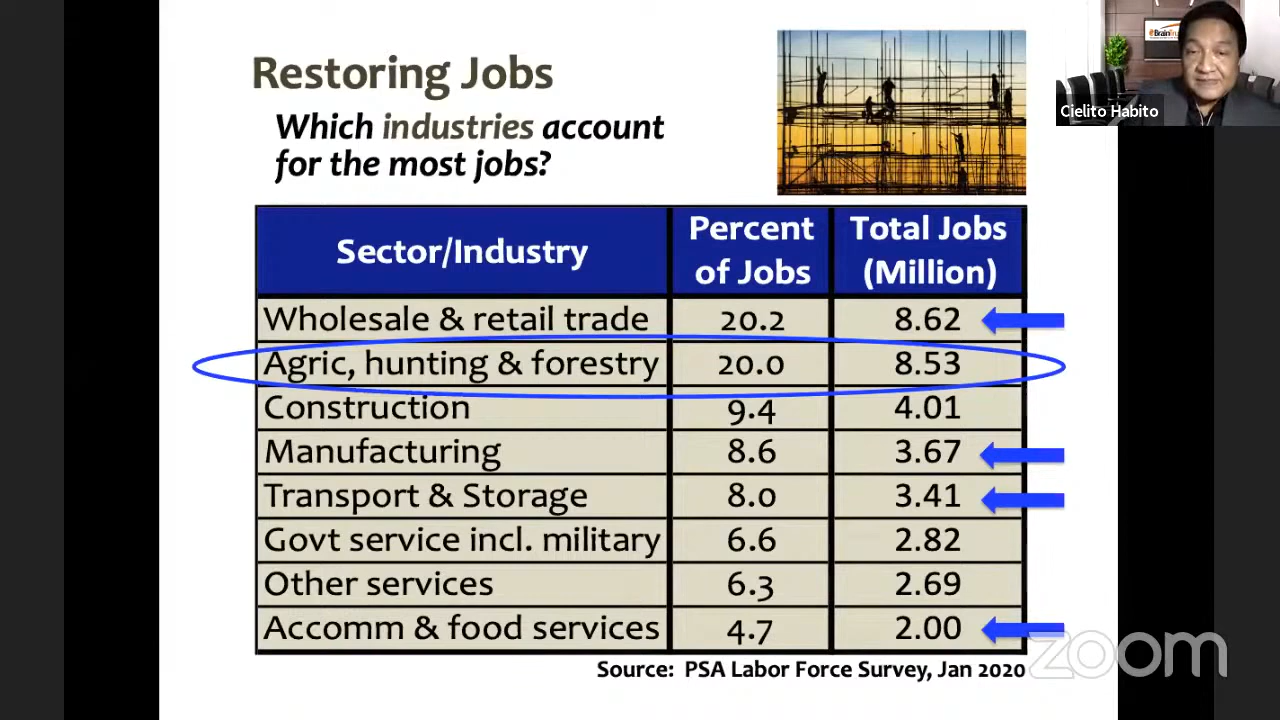 Restoring Jobs
Which industries account
for the most jobs?
Cielito Habito
Sector/Industry
Percent
of Jobs
Total Jobs
(Million)
Wholesale & retail trade 20.2 8.62
Agric, hunting & forestry 20.0 8.53
Construction 9.4 4.01
Manufacturing 8.6 3.67
Transport & Storage 8.0 3.41
Govt service incl. military 6.6 2.82
Other services 6.3 2.69
Accomm & food services 4.7 2.00
Source: PSA Labor Force Survey, Jan 2020
zoom